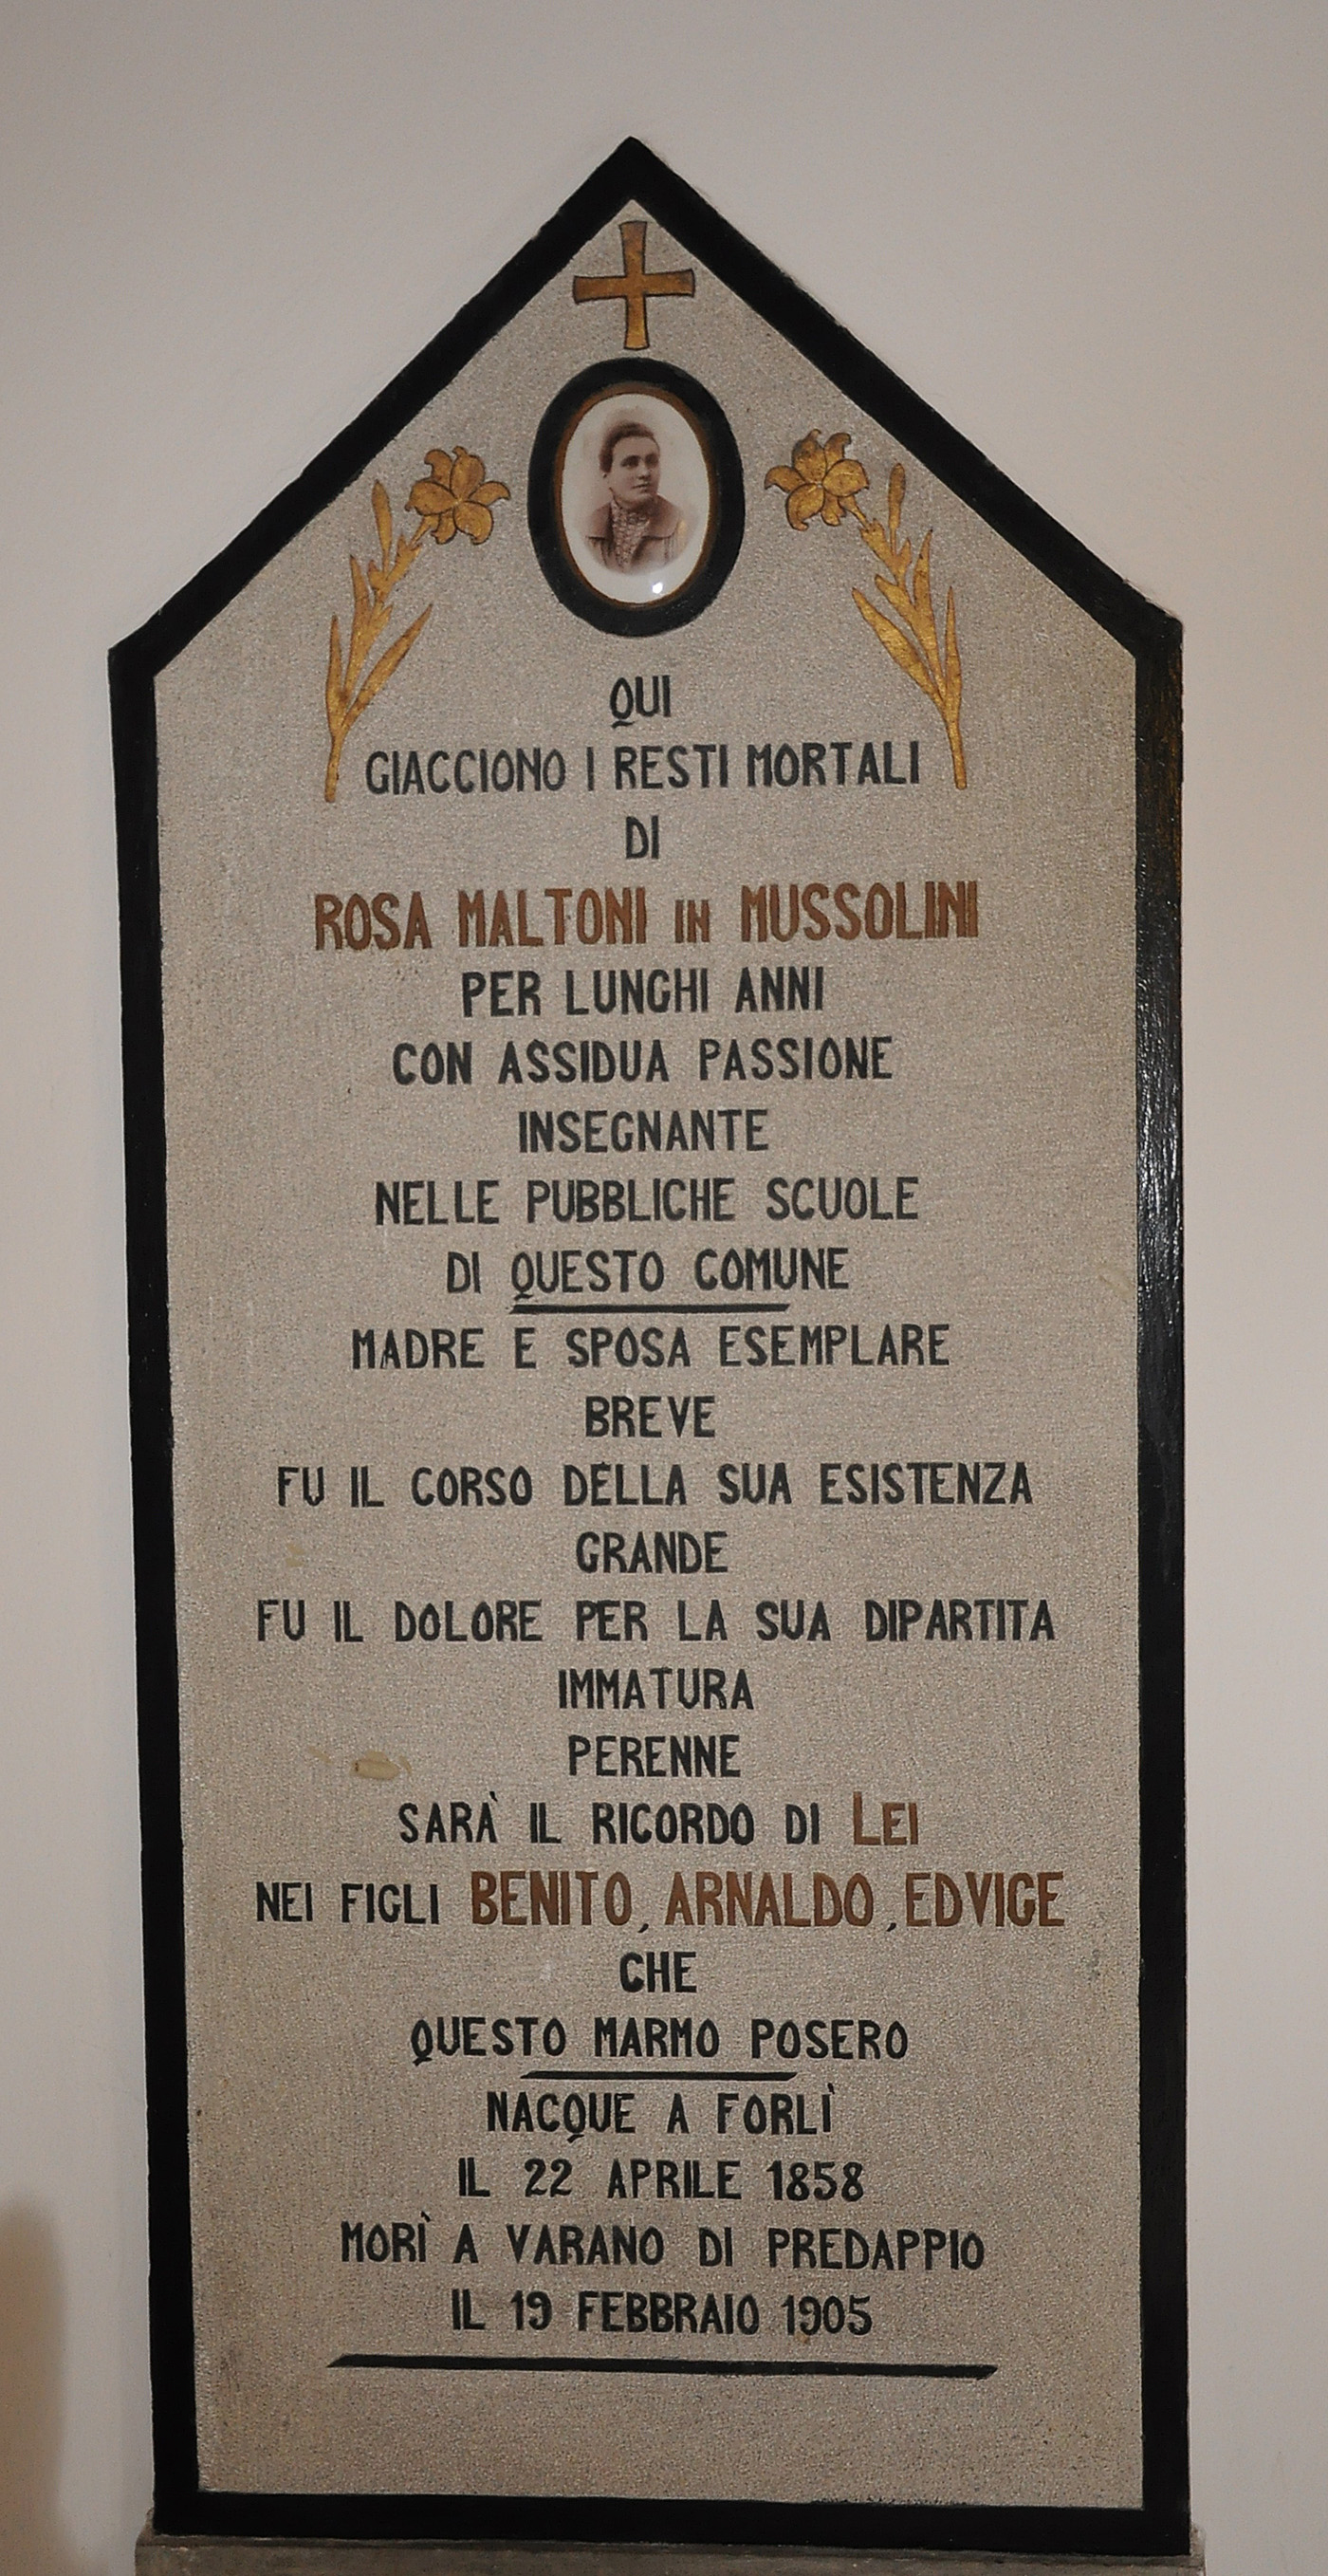 QUI
GIACCIONO I RESTI MORTALI
DI
ROSA MALTONI IN MUSSOLINI
PER LUNGHI ANNI
CON ASSIDUA PASSIONE
INSEGNANTE
NELLE PUBBLICHE SCUOLE
DI QUESTO COMUNE
MADRE E SPOSA ESEMPLARE
BREVE
FU IL CORSO DELLA SUA ESISTENZA
GRANDE
FU IL DOLORE PER LA SUA DIPARTITA
IMMATURA
PERENNE
SARÀ IL RICORDO DI LEI
NEI FIGLI BENITO, ARNALDO, EDVIGE
CHE
QUESTO MARMO POSERO
NACQUE A FORLÌ
IL 22 APRILE 1858
MORÌ A VARANO DI PREDAPPIO
IL 19 FEBBRAIO 1905